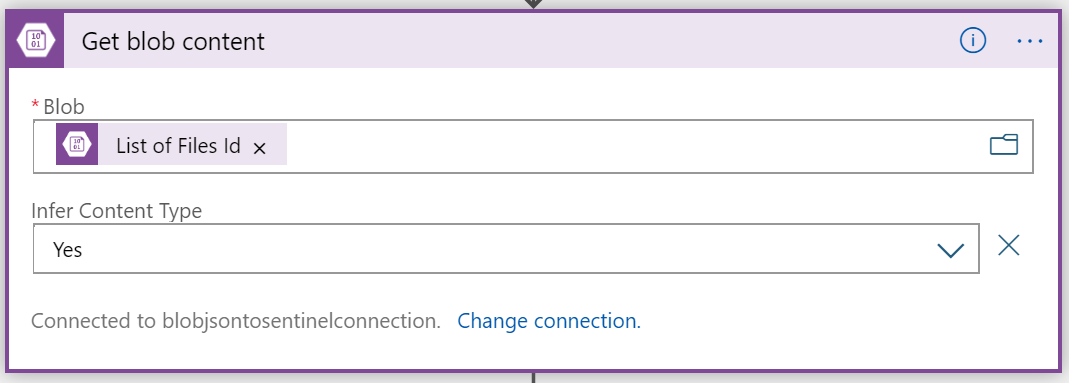 Get blob content
* Blob
List of Files Id
Infer Content Type
Yes
Connected to blobjsontosentinelconnection. Change connection.